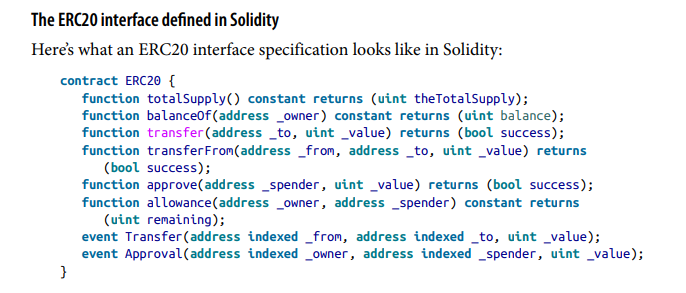 The ERC20 interface defined in Solidity
Here’s what an ERC20 interface specification looks like in Solidity:
contract ERC20 {
   function totalSupply() constant returns (uint theTotalSupply);
   function balanceOf(address _owner) constant returns (uint balance);
   function transfer(address _to, uint _value) returns (bool success);
   function transferFrom(address _from, address _to, uint _value) returns
      (bool success);
   function approve(address _spender, uint _value) returns (bool success);
   function allowance(address _owner, address _spender) constant returns
      (uint remaining);
   event Transfer(address indexed _from, address indexed _to, uint _value);
   event Approval(address indexed _owner, address indexed _spender, uint _value);
}